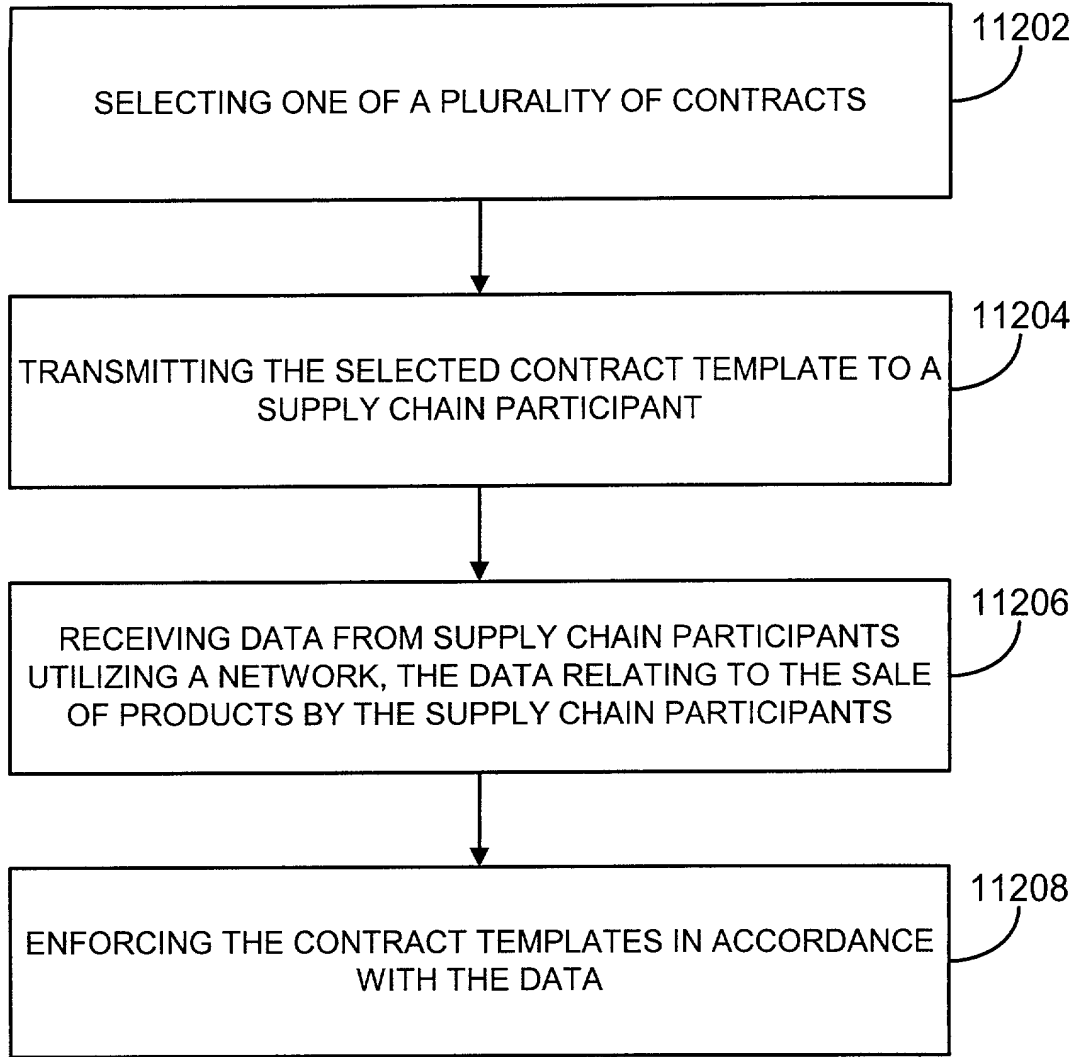 11202
SELECTING ONE OF A PLURALITY OF CONTRACTS
11204
TRANSMITTING THE SELECTED CONTRACT TEMPLATE TO A
SUPPLY CHAIN PARTICIPANT
11206
RECEIVING DATA FROM SUPPLY CHAIN PARTICIPANTS
UTILIZING A NETWORK, THE DATA RELATING TO THE SALE
OF PRODUCTS BY THE SUPPLY CHAIN PARTICIPANTS
11208
ENFORCING THE CONTRACT TEMPLATES IN ACCORDANCE
WITH THE DATA